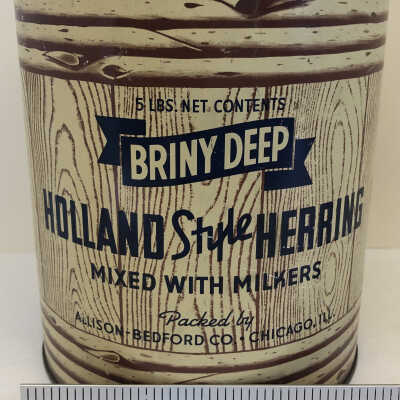 5 LBS. NET CONTENTS
BRINY DEEP
HOLLAND Style HERRING
MIXED WITH MILKERS
Packed by
ALLISON-BEDFORD CO · CHICAGO, ILL.